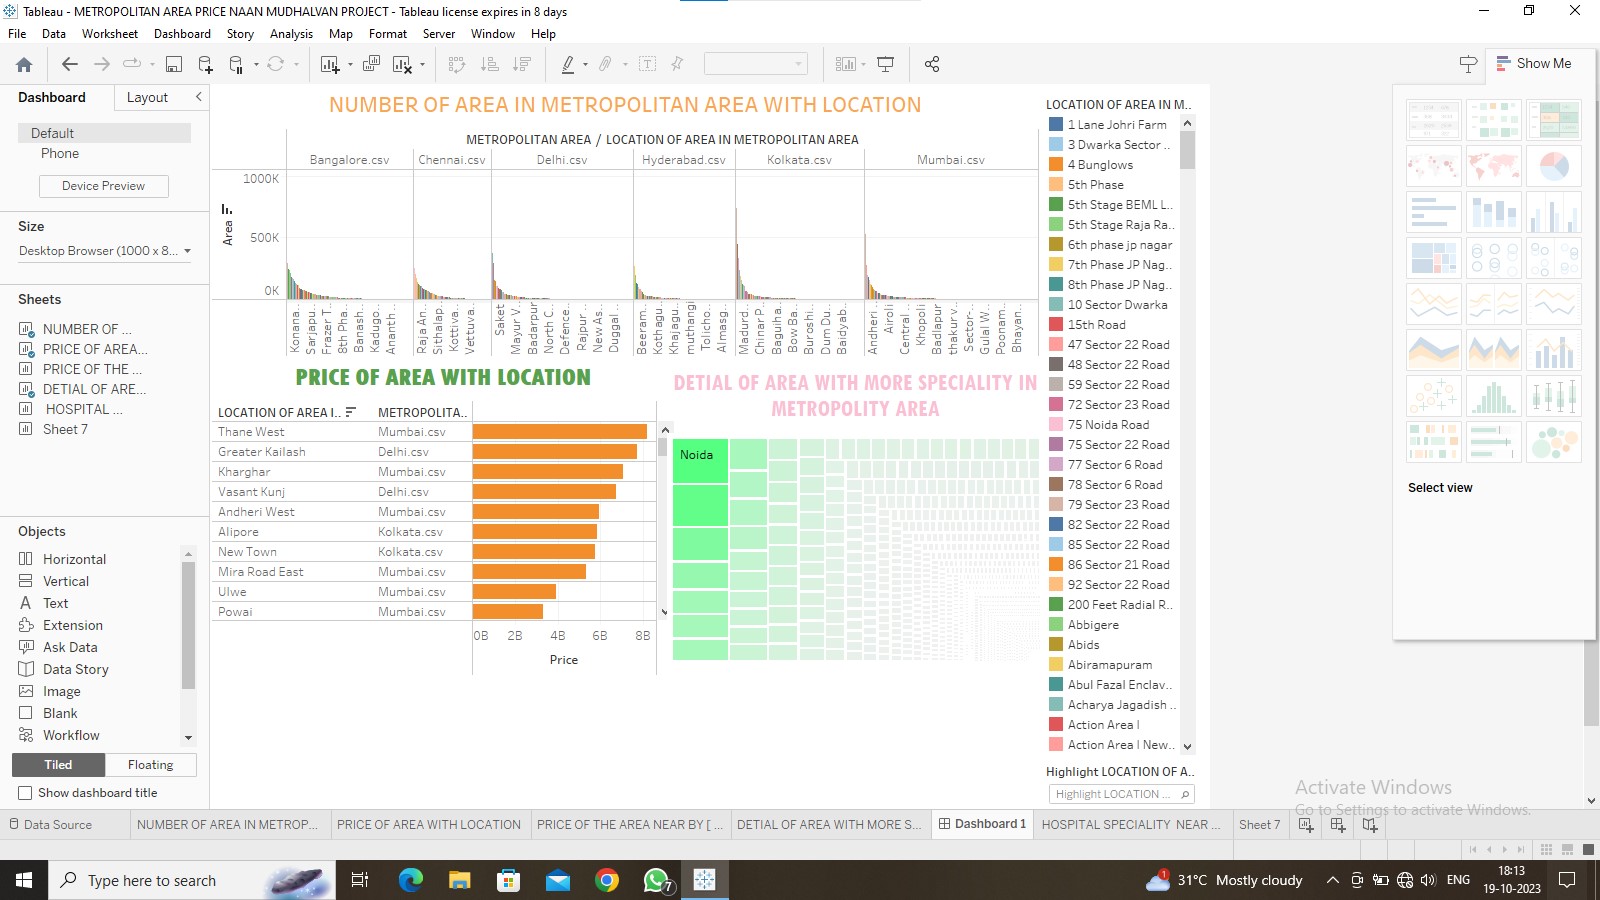 Tableau - METROPOLITAN AREA PRICE NAAN MUDHALVAN PROJECT - Tableau license expires in 8 days
File Data Worksheet Dashboard Story Analysis Map Format Server Window Help
Show Me
Dashboard Layout
Default
Phone
Device Preview
Size
Desktop Browser (1000 x 8...
Sheets
NUMBER OF ...
PRICE OF AREA...
PRICE OF THE ...
DETIAL OF ARE...
HOSPITAL ...
Sheet 7
Objects
Horizontal
Vertical
Text
Extension
Ask Data
Data Story
Image
Blank
Workflow
Tiled Floating
Show dashboard title
NUMBER OF AREA IN METROPOLITAN AREA WITH LOCATION
METROPOLITAN AREA / LOCATION OF AREA IN METROPOLITAN AREA
Bangalore.csv Chennai.csv Delhi.csv Hyderabad.csv Kolkata.csv Mumbai.csv
1000K
500K
0K
Area
Konana..
Sarjapu..
Frazer T..
8th Pha..
Banash..
Kadugo..
Ananth..
Raja An..
Sithalap..
Kottiva..
Vettuva..
Saket
Mayur V..
Badarpur
North C..
Defence..
Rajpur ..
New As..
Duggal ..
Beeram..
Kothagu..
Khajagu..
muthangi
Tolicho..
Almasg..
Madurd..
Chinar P..
Baguiha..
Bow Ba..
Buroshi..
Dum Du..
Baidyab..
Andheri ..
Airoli
Central ..
Khopoli
Badlapur
thakur v..
Sector-..
Gulal W..
Poonam..
Bhayan..
PRICE OF AREA WITH LOCATION
LOCATION OF AREA I.. METROPOLITA..
Thane West Mumbai.csv
Greater Kailash Delhi.csv
Kharghar Mumbai.csv
Vasant Kunj Delhi.csv
Andheri West Mumbai.csv
Alipore Kolkata.csv
New Town Kolkata.csv
Mira Road East Mumbai.csv
Ulwe Mumbai.csv
Powai Mumbai.csv
0B 2B 4B 6B 8B
Price
DETIAL OF AREA WITH MORE SPECIALITY IN
METROPOLITY AREA
Noida
LOCATION OF AREA IN M..
1 Lane Johri Farm
3 Dwarka Sector ..
4 Bunglows
5th Phase
5th Stage BEML L..
5th Stage Raja Ra..
6th phase jp nagar
7th Phase JP Nag..
8th Phase JP Nag..
10 Sector Dwarka
15th Road
47 Sector 22 Road
48 Sector 22 Road
59 Sector 22 Road
72 Sector 23 Road
75 Noida Road
75 Sector 22 Road
77 Sector 6 Road
78 Sector 6 Road
79 Sector 23 Road
82 Sector 22 Road
85 Sector 22 Road
86 Sector 21 Road
92 Sector 22 Road
200 Feet Radial R..
Abbigere
Abids
Abiramapuram
Abul Fazal Enclav..
Acharya Jagadish ..
Action Area I
Action Area I New..
Highlight LOCATION OF A..
Highlight LOCATION ...
Select view
Activate Windows
Go to Settings to activate Windows.
Data Source NUMBER OF AREA IN METROP... PRICE OF AREA WITH LOCATION PRICE OF THE AREA NEAR BY [ ... DETIAL OF AREA WITH MORE S... Dashboard 1 HOSPITAL SPECIALITY NEAR ... Sheet 7
Type here to search
7
1
31°C Mostly cloudy
ENG
18:13
19-10-2023